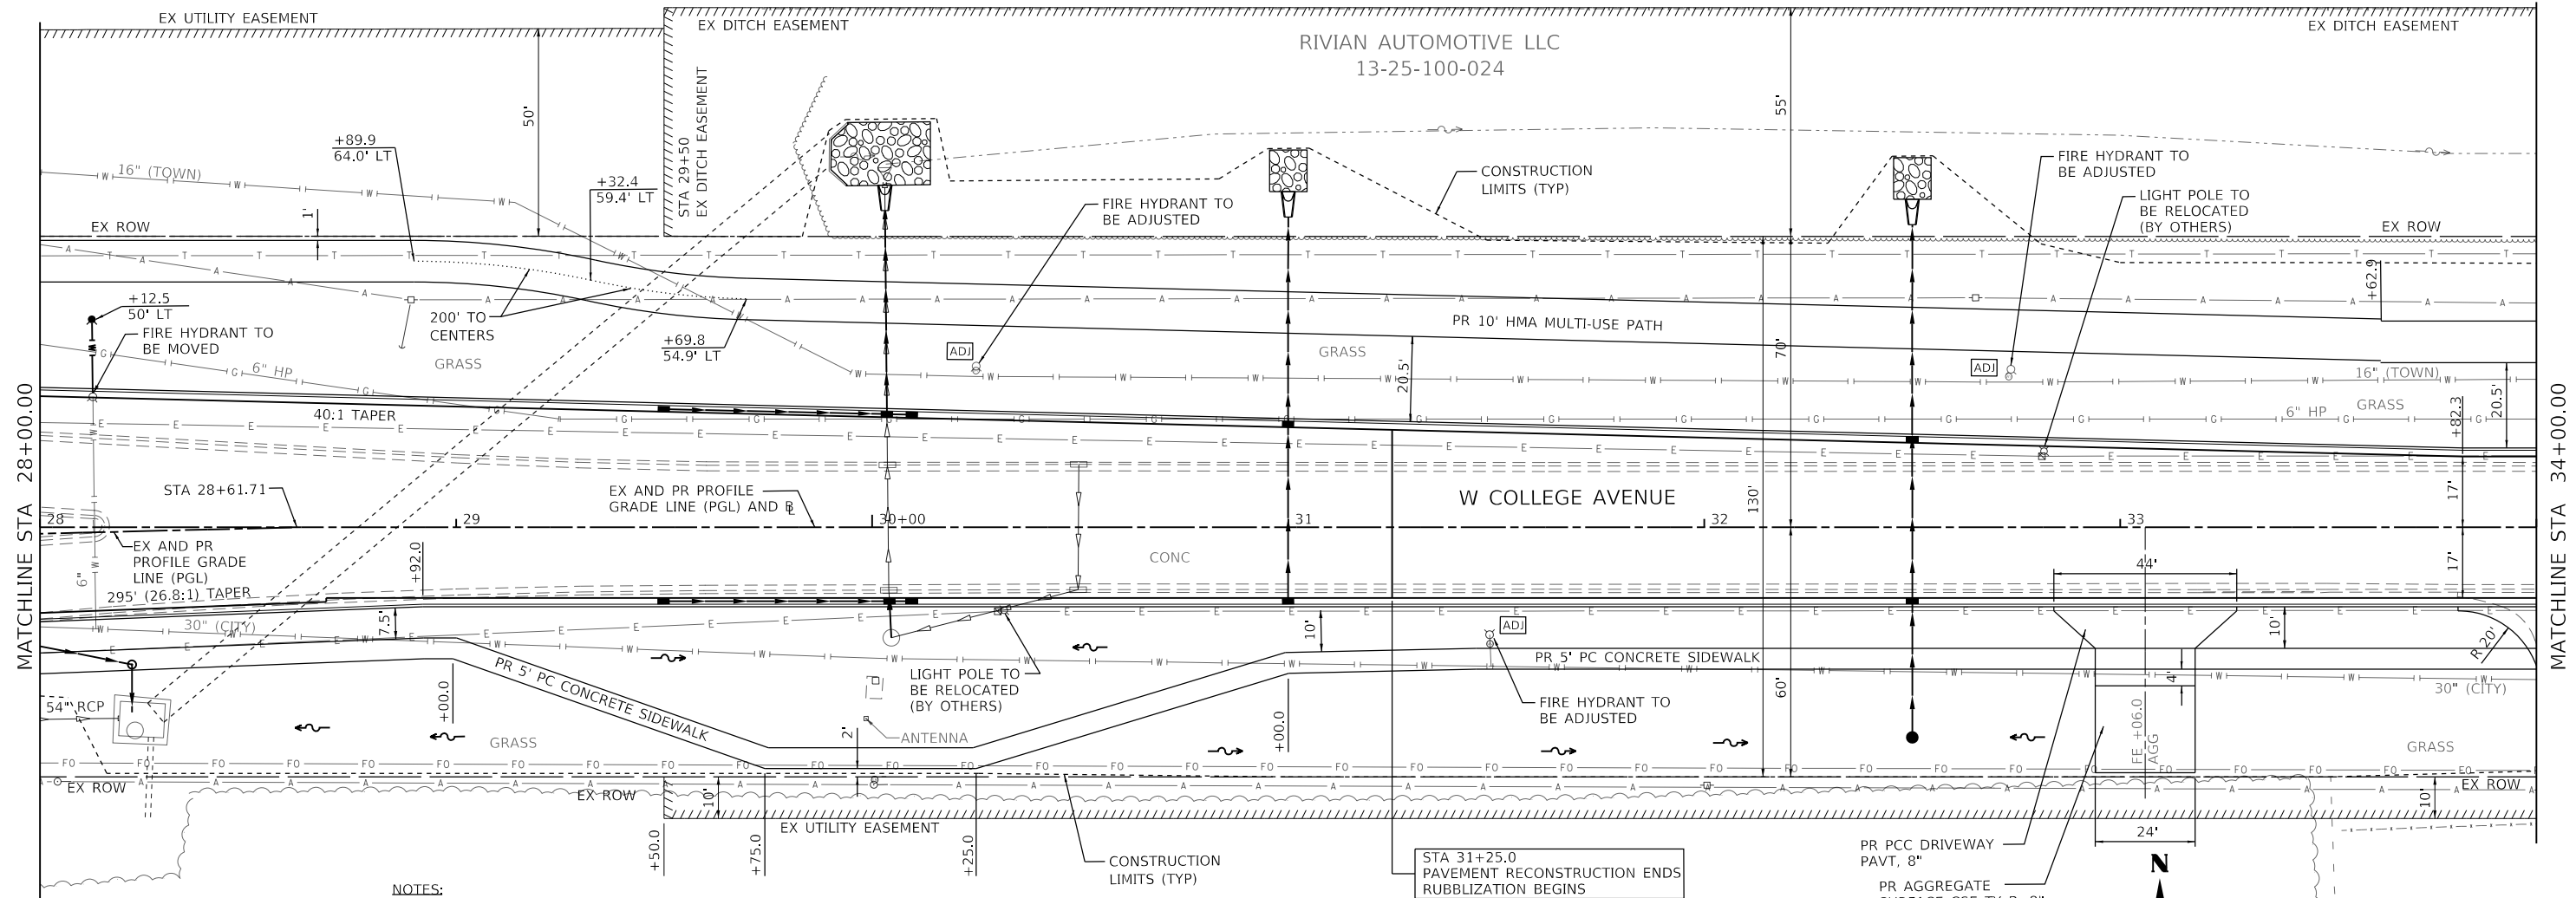 EX UTILITY EASEMENT
EX DITCH EASEMENT
RIVIAN AUTOMOTIVE LLC
13-25-100-024
EX DITCH EASEMENT
50'
STA 29+50
EX DITCH EASEMENT
55'
+89.9
64.0' LT
16" (TOWN)
+32.4
59.4' LT
1'
EX ROW
FIRE HYDRANT TO
BE ADJUSTED
CONSTRUCTION
LIMITS (TYP)
FIRE HYDRANT TO
BE ADJUSTED
LIGHT POLE TO
BE RELOCATED
(BY OTHERS)
EX ROW
+12.5
50' LT
FIRE HYDRANT TO
BE MOVED
200' TO
CENTERS
+69.8
54.9' LT
+62.9
PR 10' HMA MULTI-USE PATH
GRASS
6" HP
ADJ
GRASS
20.5'
70'
ADJ
16" (TOWN)
GRASS
6" HP
20.5'
+82.3
40:1 TAPER
MATCHLINE STA 28+00.00
MATCHLINE STA 34+00.00
STA 28+61.71
EX AND PR PROFILE
GRADE LINE (PGL) AND BL
W COLLEGE AVENUE
130'
17'
28
29
30+00
31
32
33
EX AND PR
PROFILE GRADE
LINE (PGL)
6"
+92.0
CONC
17'
44'
295' (26.8:1) TAPER
30" (CITY)
7.5'
10'
ADJ
10'
R 20'
PR 5' PC CONCRETE SIDEWALK
PR 5' PC CONCRETE SIDEWALK
LIGHT POLE TO
BE RELOCATED
(BY OTHERS)
FIRE HYDRANT TO
BE ADJUSTED
60'
4'
30" (CITY)
54" RCP
+00.0
+00.0
2'
ANTENNA
GRASS
FE +06.0
AGG
GRASS
EX ROW
EX ROW
10'
EX ROW
10'
EX UTILITY EASEMENT
24'
+50.0
+75.0
+25.0
CONSTRUCTION
LIMITS (TYP)
STA 31+25.0
PAVEMENT RECONSTRUCTION ENDS
RUBBLIZATION BEGINS
PR PCC DRIVEWAY
PAVT, 8"
PR AGGREGATE
N
NOTES: